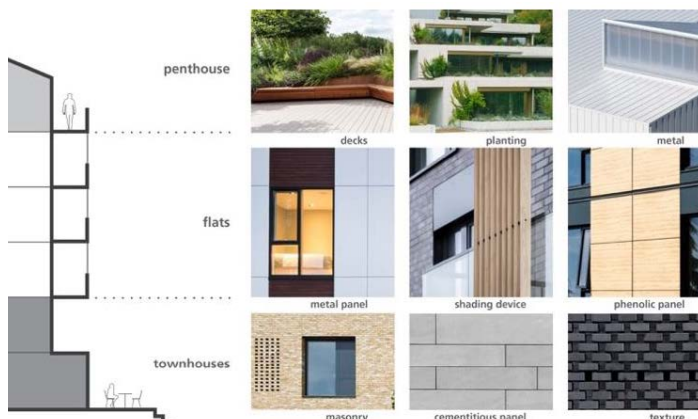 penthouse
decks
planting
metal
flats
metal panel
shading device
phenolic panel
townhouses
masonry
cementitious panel
texture